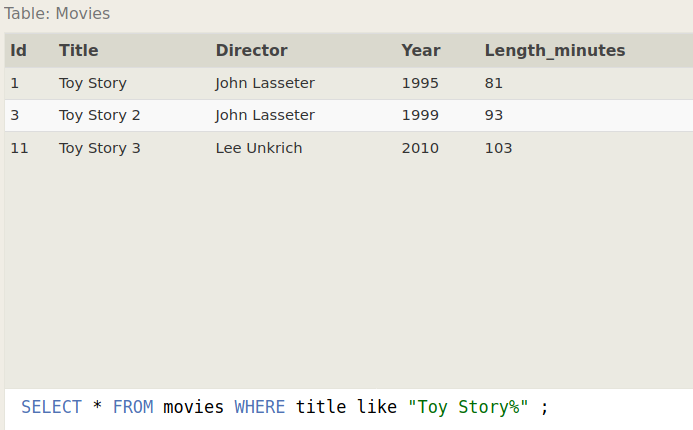 Table: Movies
Id Title Director Year Length_minutes
1 Toy Story John Lasseter 1995 81
3 Toy Story 2 John Lasseter 1999 93
11 Toy Story 3 Lee Unkrich 2010 103
SELECT * FROM movies WHERE title like "Toy Story%" ;